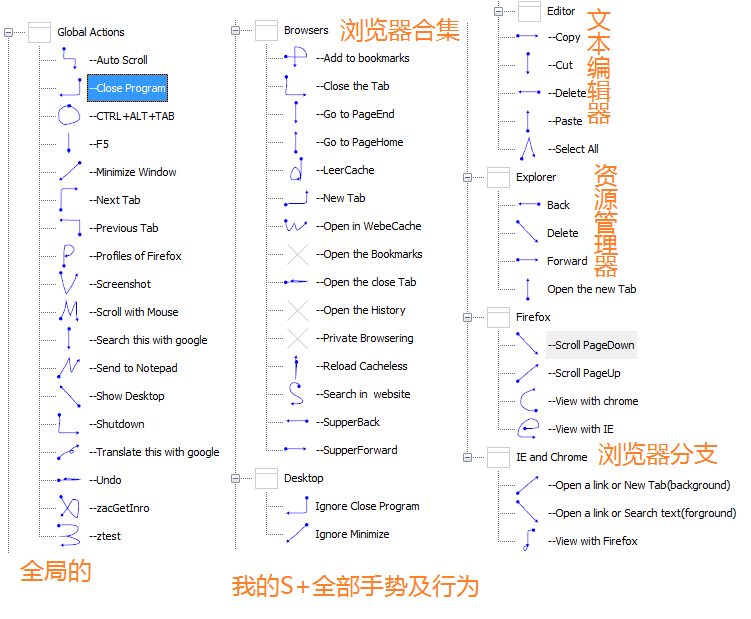 Global Actions
--Auto Scroll
--Close Program
--CTRL+ALT+TAB
--F5
--Minimize Window
--Next Tab
--Previous Tab
--Profiles of Firefox
--Screenshot
--Scroll with Mouse
--Search this with google
--Send to Notepad
--Show Desktop
--Shutdown
--Translate this with google
--Undo
--zacGetInro
--ztest
全局的
Browsers
浏览器合集
--Add to bookmarks
--Close the Tab
--Go to PageEnd
--Go to PageHome
--LeerCache
--New Tab
--Open in WebeCache
--Open the Bookmarks
--Open the close Tab
--Open the History
--Private Browsering
--Reload Cacheless
--Search in  website
--SupperBack
--SupperForward
Desktop
Ignore Close Program
Ignore Minimize
我的S+全部手势及行为
Editor
文本编辑器
--Copy
--Cut
--Delete
--Paste
--Select All
Explorer
资源管理器
Back
Delete
Forward
Open the new Tab
Firefox
--Scroll PageDown
--Scroll PageUp
--View with chrome
--View with IE
IE and Chrome
浏览器分支
--Open a link or New Tab(background)
--Open a link or Search text(forground)
--View with Firefox